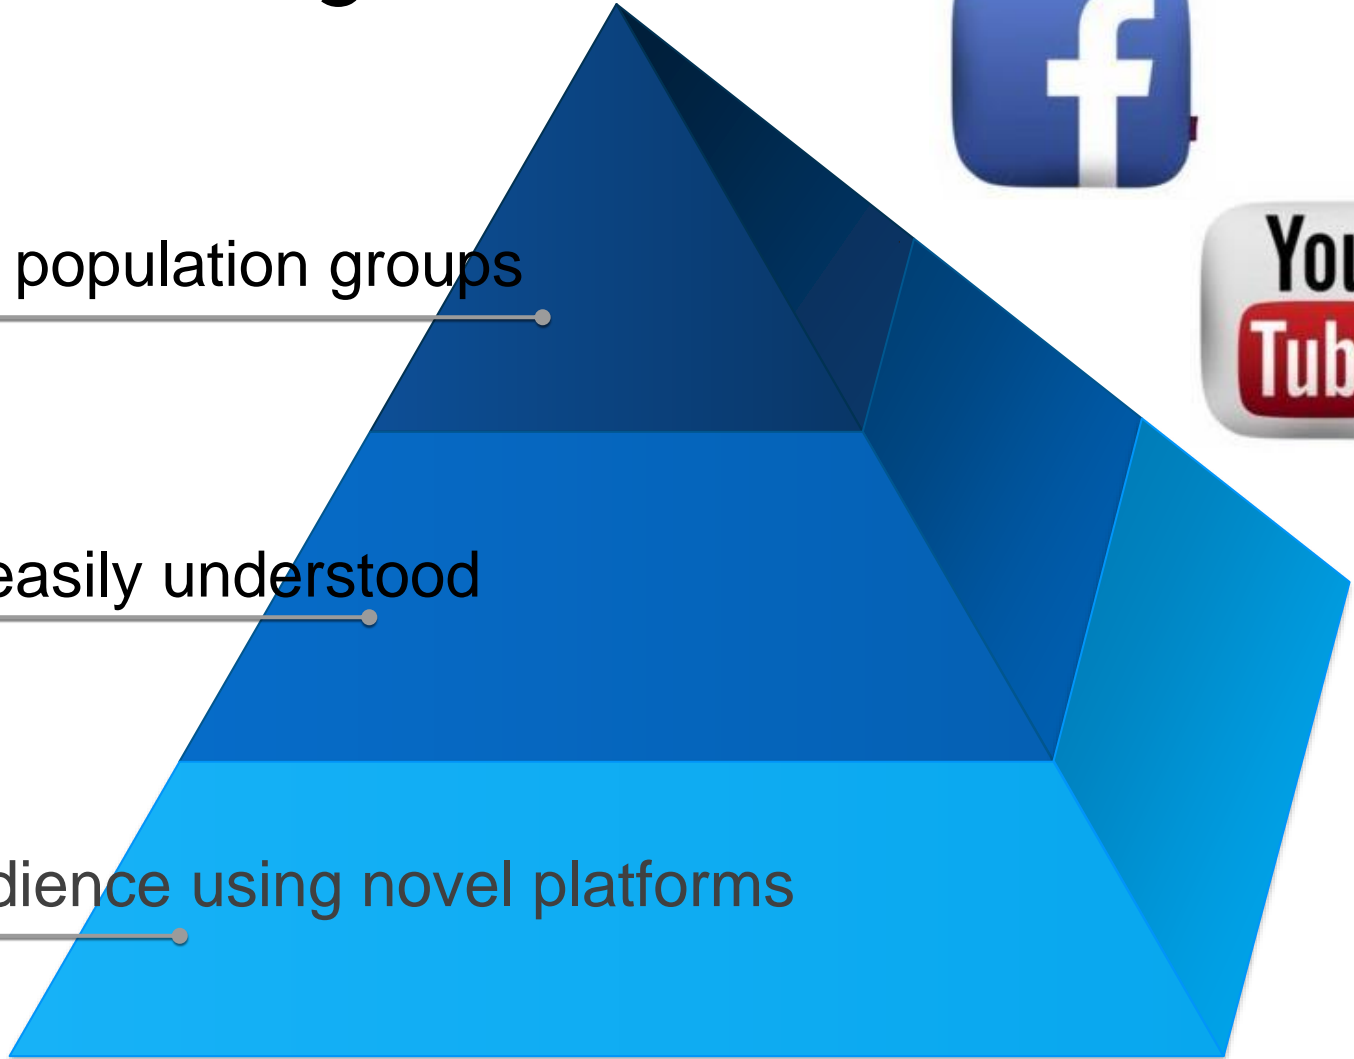 f
You
Tub
population groups
easily understood
dience using novel platforms